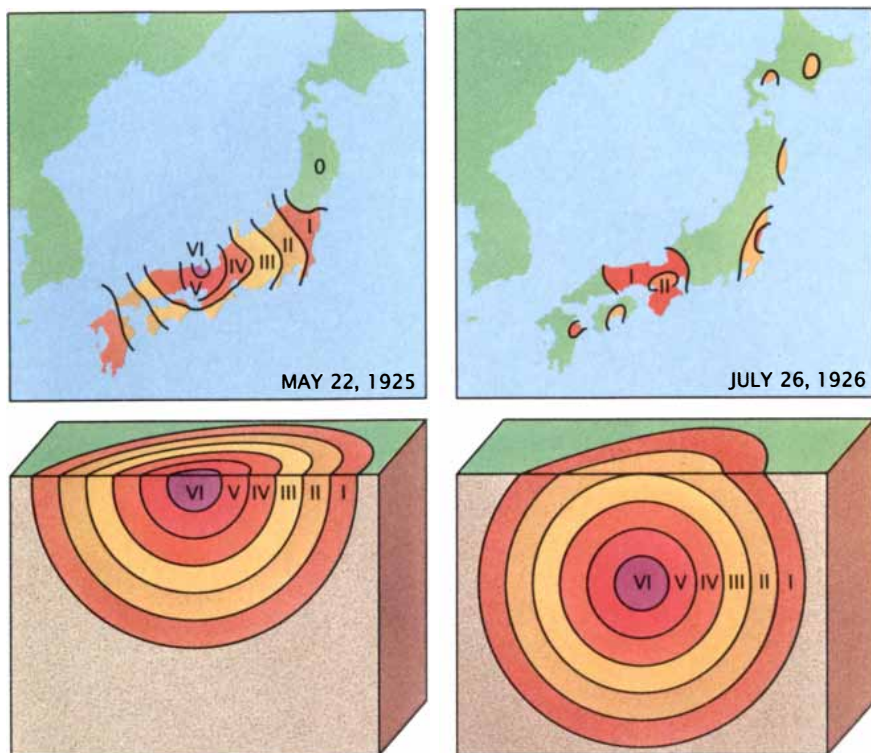 0
I
II
III
IV
VI
V
MAY 22, 1925
I
II
JULY 26, 1926
VI V IV III II I
VI V IV III II I